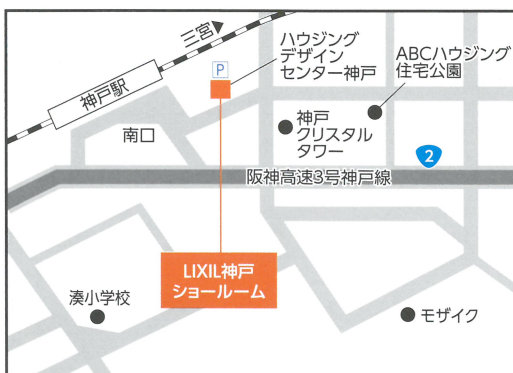 三宮
P
ハウジング
デザイン
センター神戸
ABCハウジング
住宅公園
神戸駅
南口
神戸
クリスタル
タワー
2
阪神高速3号神戸線
LIXIL神戸
ショールーム
湊小学校
モザイク